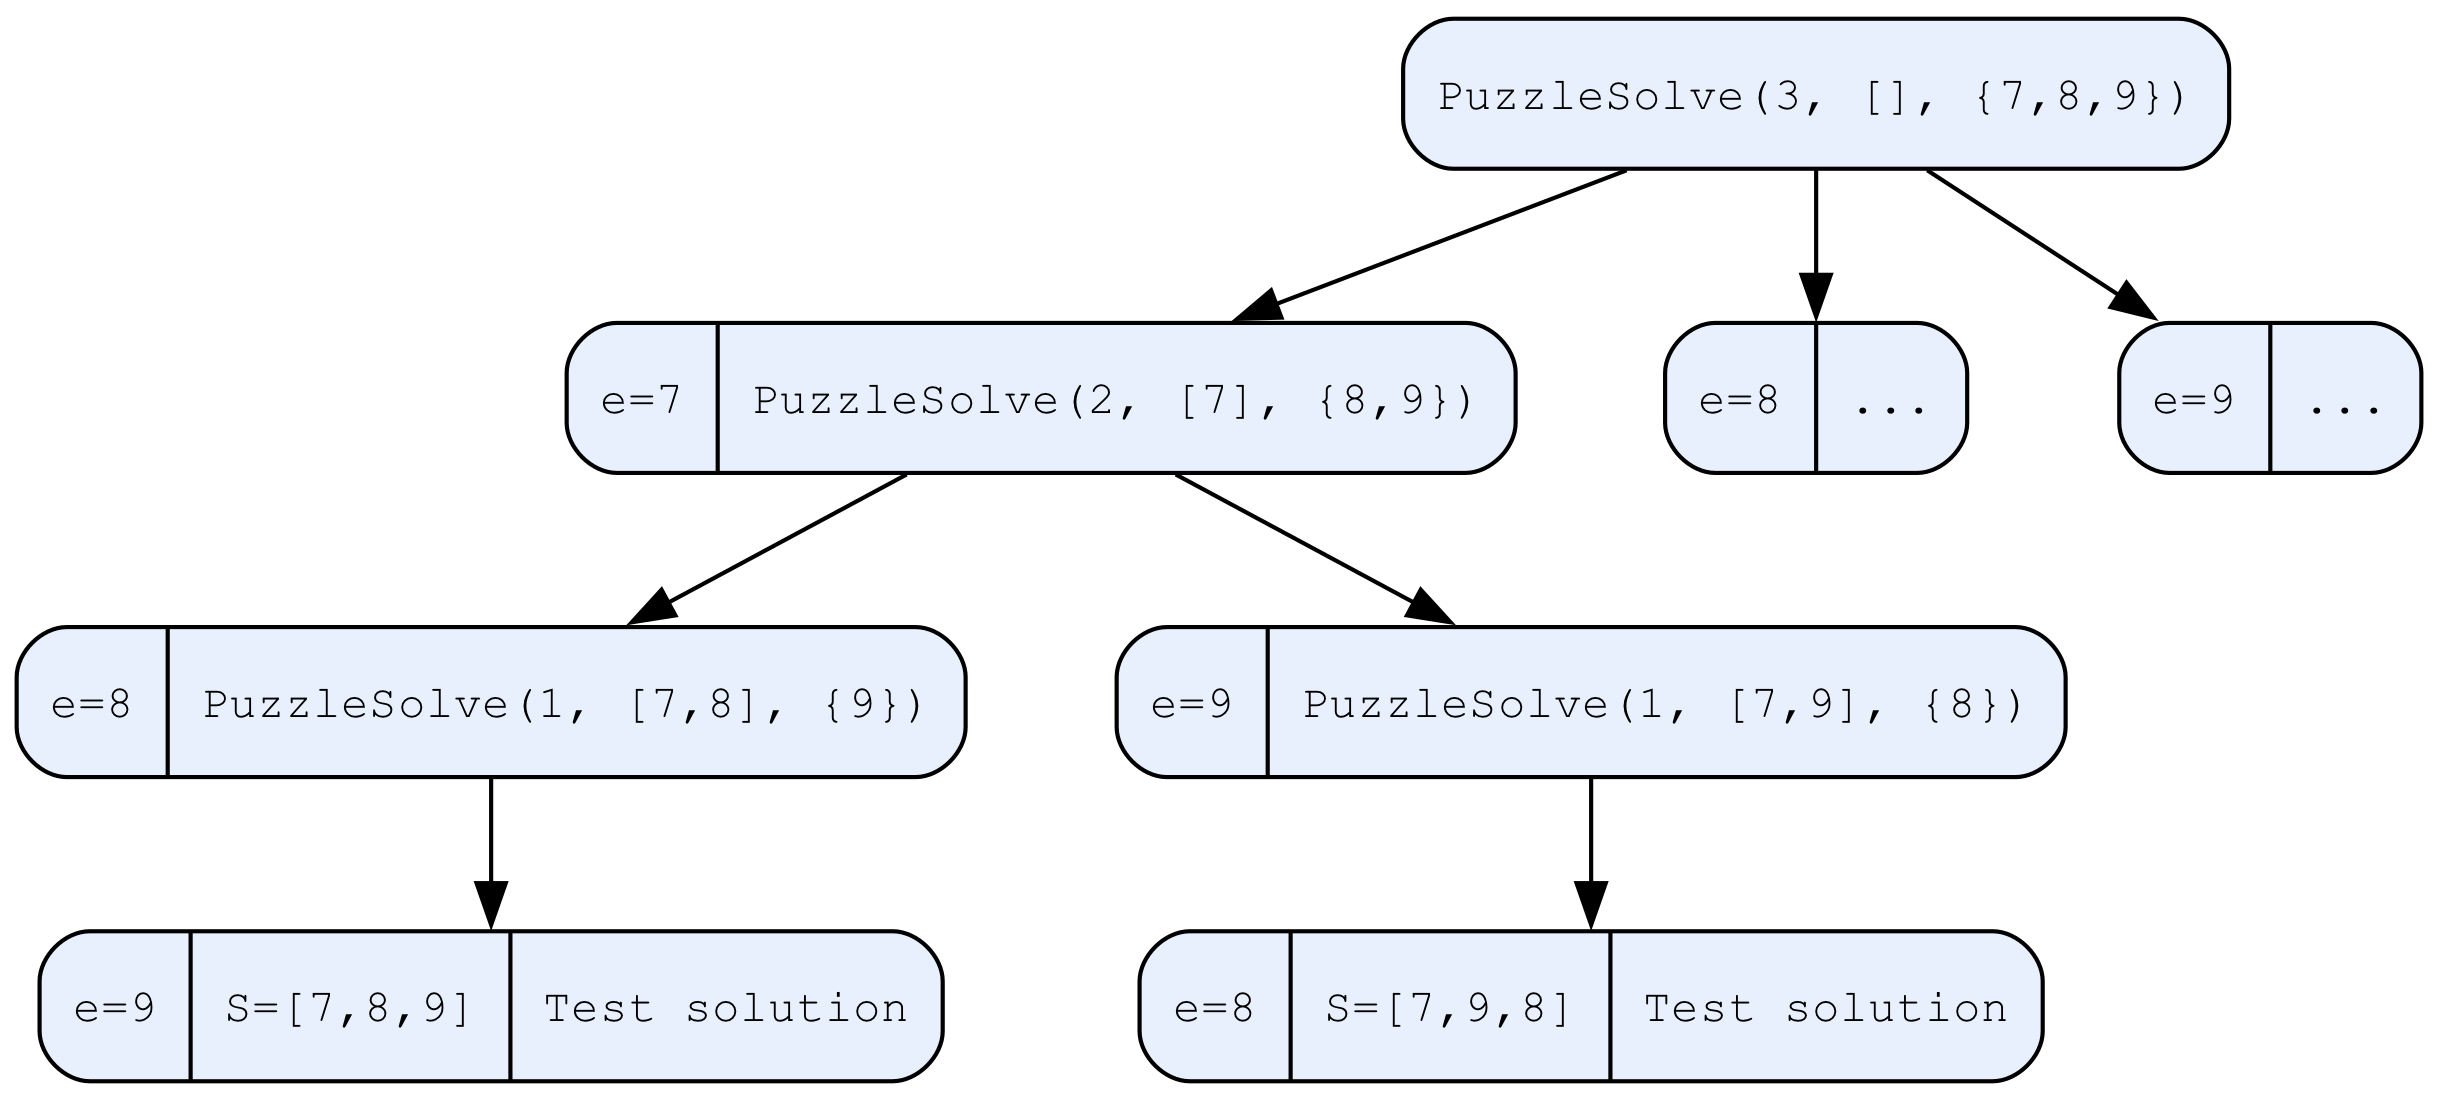 PuzzleSolve(3, [], {7,8,9})
e=7 PuzzleSolve(2, [7], {8,9})
e=8 ...
e=9 ...
e=8 PuzzleSolve(1, [7,8], {9})
e=9 PuzzleSolve(1, [7,9], {8})
e=9 S=[7,8,9] Test solution
e=8 S=[7,9,8] Test solution